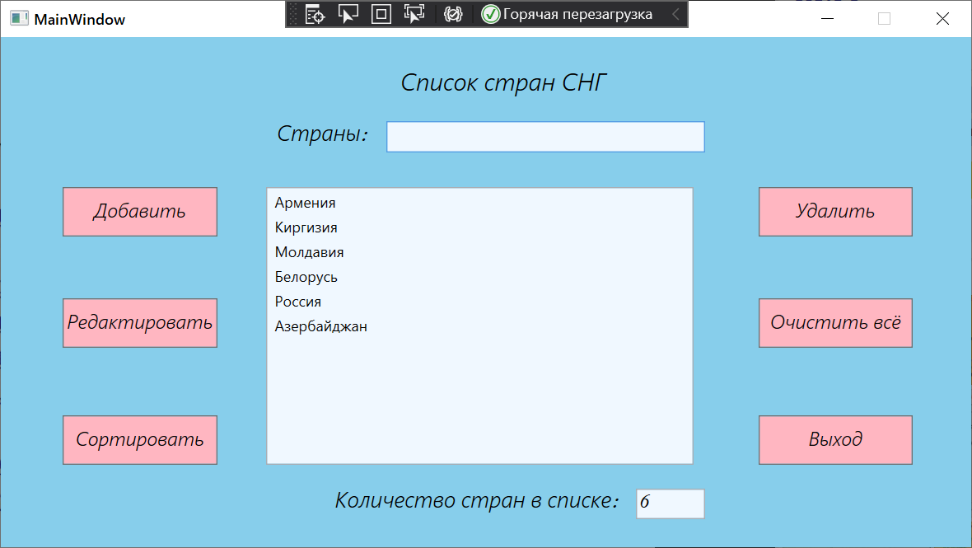 MainWindow
Горячая перезагрузка
Список стран СНГ
Страны:
Добавить
Редактировать
Сортировать
Армения
Киргизия
Молдавия
Белорусь
Россия
Азербайджан
Удалить
Очистить всё
Выход
Количество стран в списке: 6